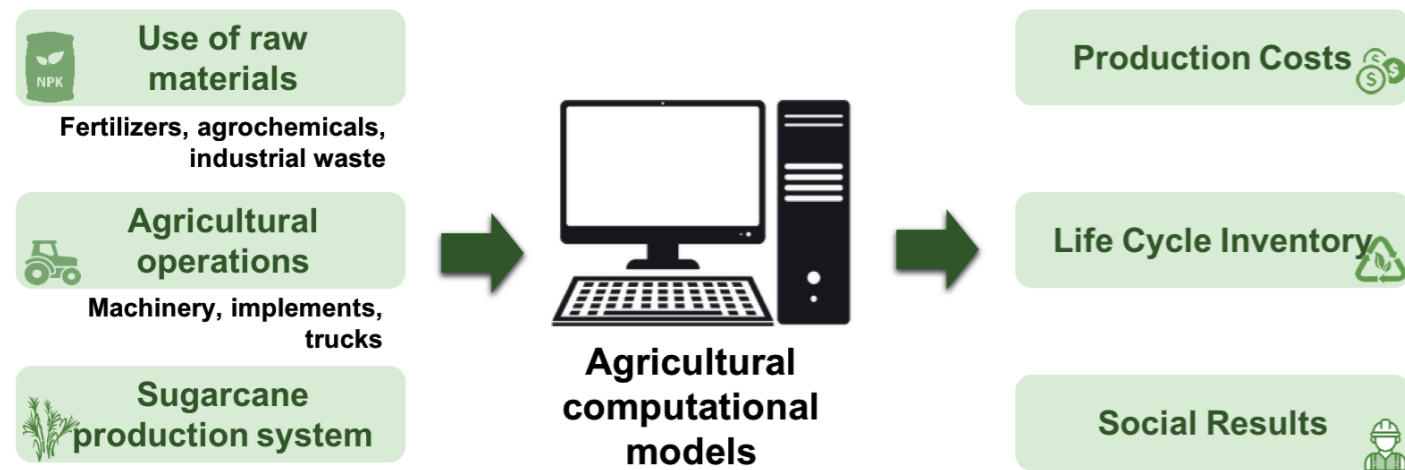 Use of raw
materials
NPK
Fertilizers, agrochemicals,
industrial waste
Agricultural
operations
Machinery, implements,
trucks
Sugarcane
production system
Agricultural
computational
models
Production Costs
$
$
$
Life Cycle Inventory
Social Results